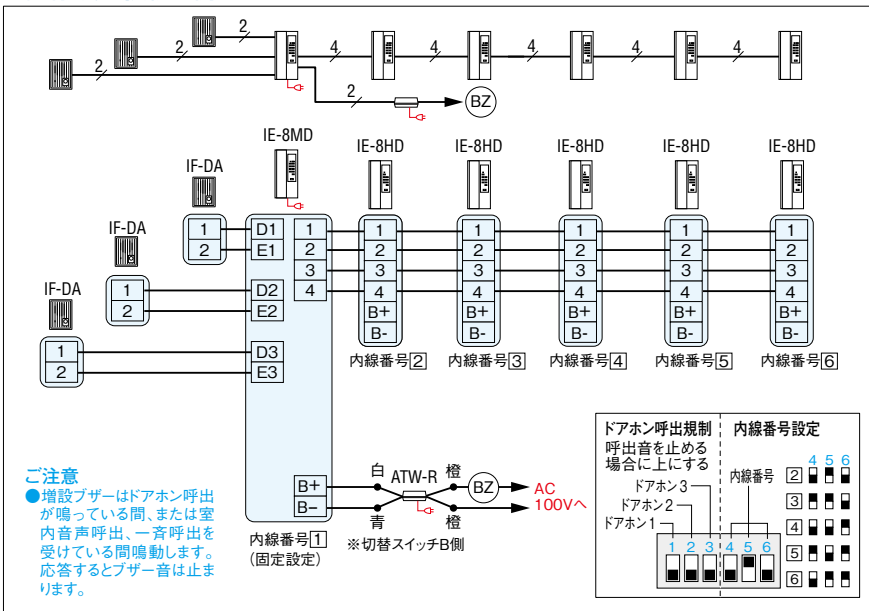 2
2
2
4
4
4
4
4
2
BZ
IE-8MD
IE-8HD
IE-8HD
IE-8HD
IE-8HD
IE-8HD
IF-DA
IF-DA
IF-DA
1
2
1
2
1
2
D1
E1
D2
E2
D3
E3
1
2
3
4
B+
B−
1
2
3
4
B+
B-
1
2
3
4
B+
B-
1
2
3
4
B+
B-
1
2
3
4
B+
B-
1
2
3
4
B+
B-
内線番号2
内線番号3
内線番号4
内線番号5
内線番号6
白
ATW-R
橙
BZ
AC
100Vへ
青
橙
内線番号1
(固定設定)
※切替スイッチB側
ご注意
●増設ブザーはドアホン呼出
が鳴っている間、または室
内音声呼出、一斉呼出を
受けている間鳴動します。
応答するとブザー音は止ま
ります。
ドアホン呼出規制
呼出音を止める
場合に上にする
ドアホン3
ドアホン2
ドアホン1
1 2 3 4 5 6
内線番号設定
内線番号
4 5 6
2
3
4
5
6